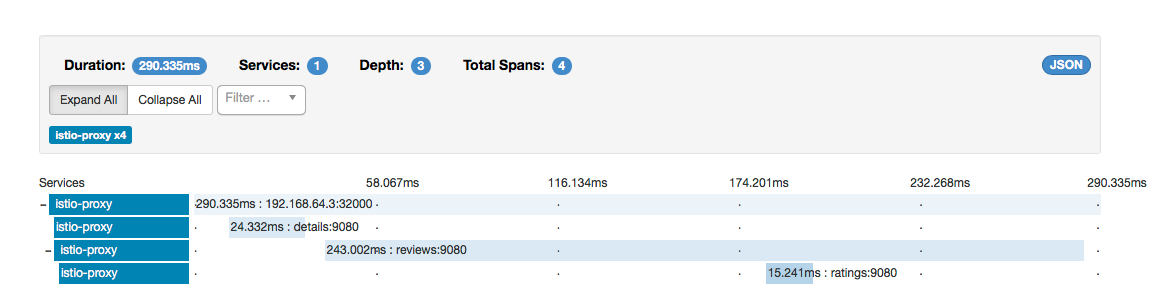 Duration: 290.335ms Services: 1 Depth: 3 Total Spans: 4 JSON
Expand All Collapse All Filter ...
istio-proxy x4
Services 58.067ms 116.134ms 174.201ms 232.268ms 290.335ms
− istio-proxy 290.335ms : 192.168.64.3:32000
istio-proxy 24.332ms : details:9080
− istio-proxy 243.002ms : reviews:9080
istio-proxy 15.241ms : ratings:9080